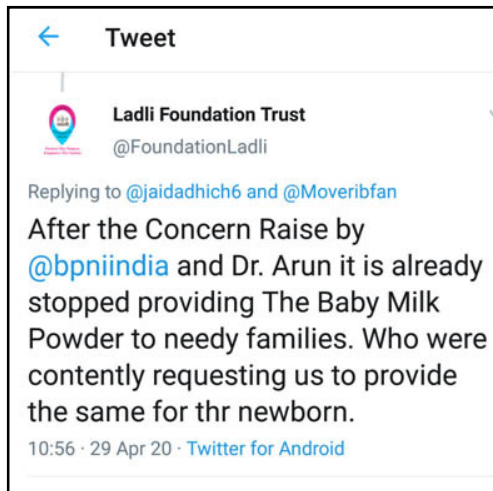 Tweet
Ladli Foundation Trust
@FoundationLadli
Replying to @jaidadhich6 and @Moveribfan
After the Concern Raise by
@bpniindia and Dr. Arun it is already
stopped providing The Baby Milk
Powder to needy families. Who were
contently requesting us to provide
the same for thr newborn.
10:56 · 29 Apr 20 · Twitter for Android